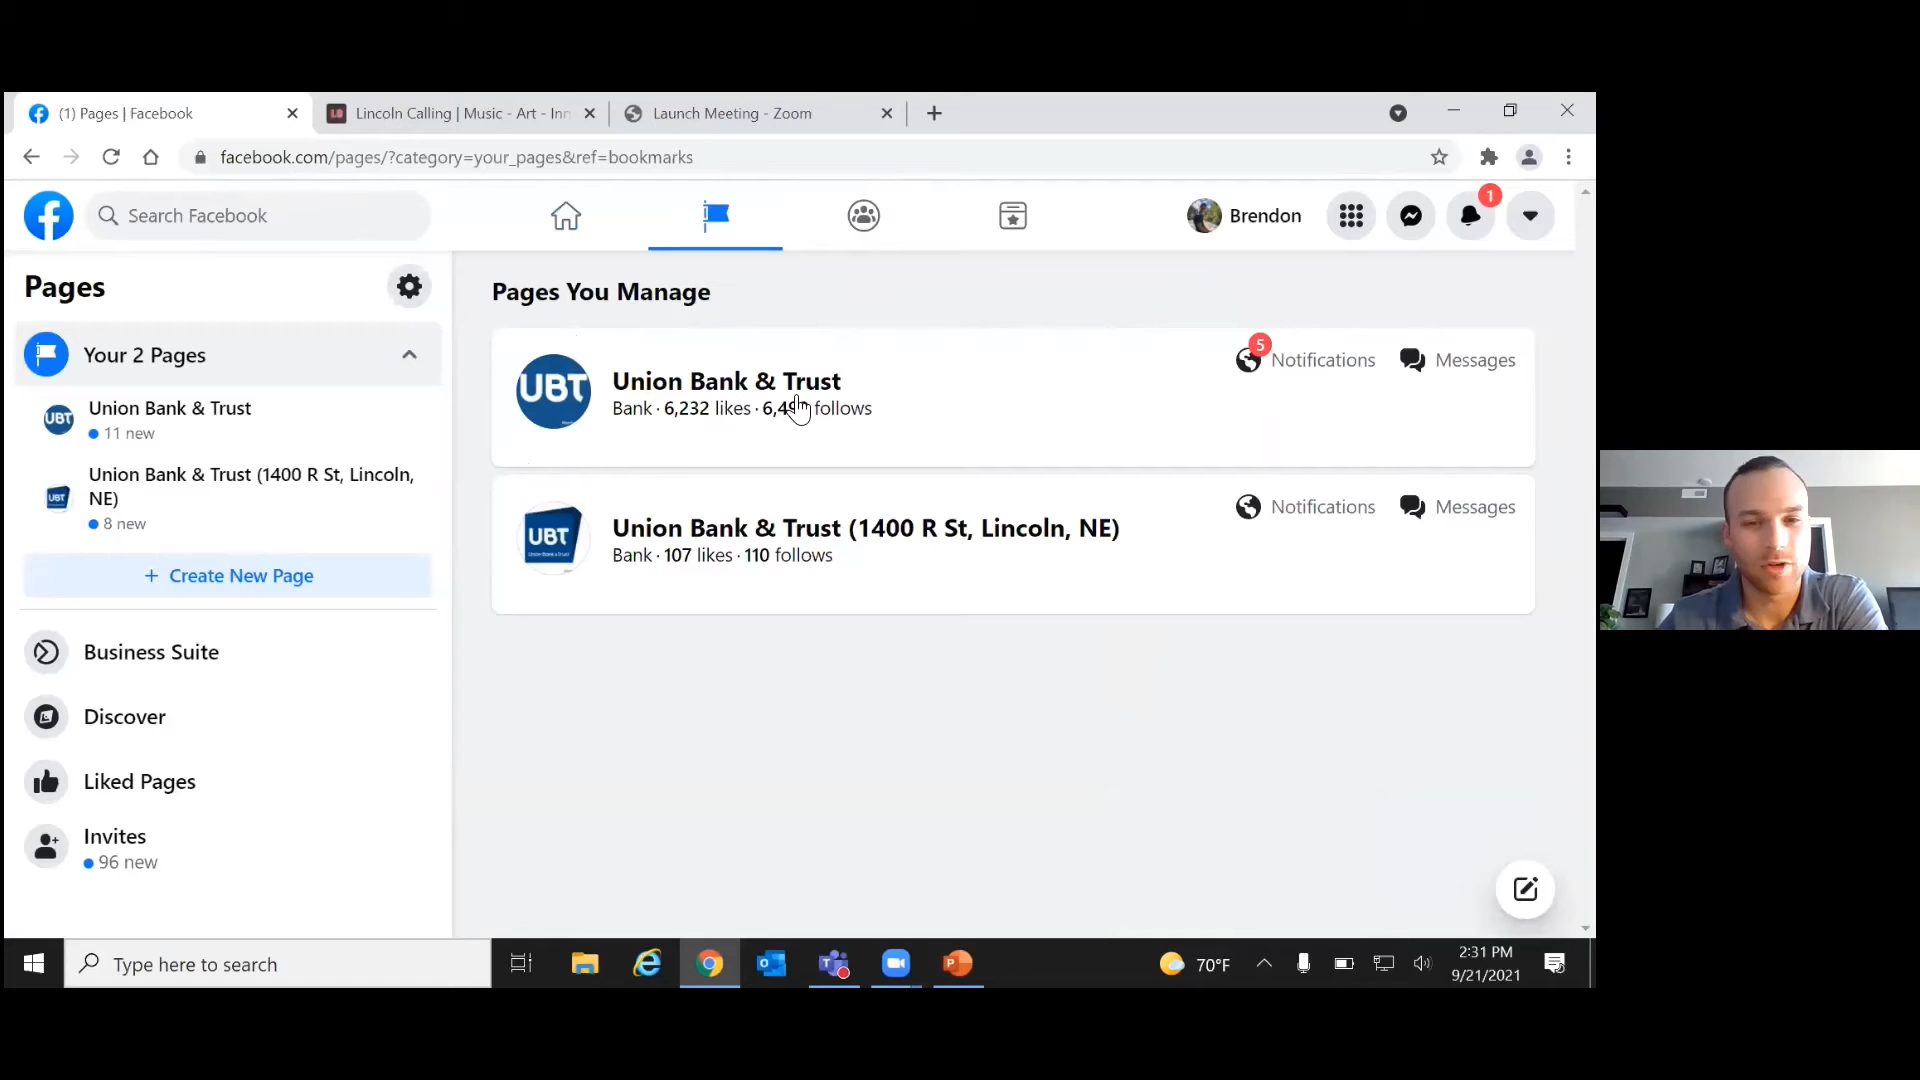 (1) Pages | Facebook
Lincoln Calling | Music - Art - Inn
Launch Meeting - Zoom
facebook.com/pages/?category=your_pages&ref=bookmarks
Search Facebook
Brendon
1
Pages
Your 2 Pages
UBT
Union Bank & Trust
11 new
UBT
Union Bank & Trust (1400 R St, Lincoln,
NE)
8 new
+ Create New Page
Business Suite
Discover
Liked Pages
Invites
96 new
Pages You Manage
UBT
Union Bank & Trust
Bank · 6,232 likes · follows
5
Notifications
Messages
UBT
Union Bank & Trust
Union Bank & Trust (1400 R St, Lincoln, NE)
Bank · 107 likes · 110 follows
Notifications
Messages
Type here to search
70°F
2:31 PM
9/21/2021